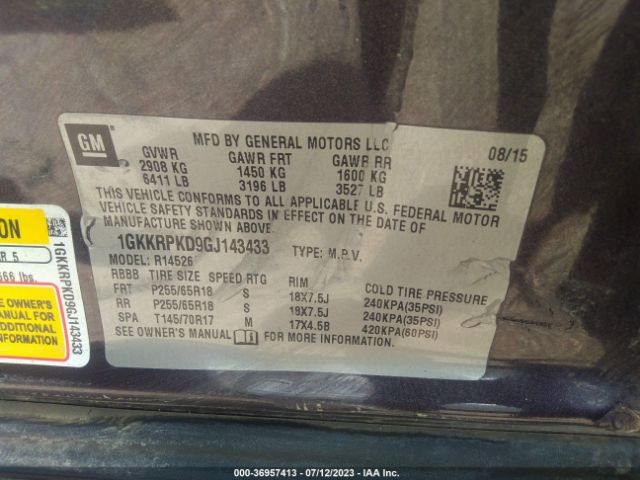 GM
MFD BY GENERAL MOTORS LLC
08/15
GVWR GAWR FRT GAWR RR
2908 KG 1450 KG 1600 KG
6411 LB 3196 LB 3527 LB
THIS VEHICLE CONFORMS TO ALL APPLICABLE U.S. FEDERAL MOTOR
VEHICLE SAFETY STANDARDS IN EFFECT ON THE DATE OF
MANUFACTURE SHOWN ABOVE.
1GKKRPKD9GJ143433 TYPE: M.P.V.
MODEL: R14526
RBBB TIRE SIZE SPEED RTG RIM COLD TIRE PRESSURE
FRT P255/65R18 S 18X7.5J 240KPA(35PSI)
RR P255/65R18 S 18X7.5J 240KPA(35PSI)
SPA T145/70R17 M 17X4.5B 420KPA(60PSI)
SEE OWNER'S MANUAL FOR MORE INFORMATION.
ION
R 5
66 lbs.
E OWNER'S
MANUAL FOR
ADDITIONAL
FORMATION
1GKKRPKD9GJ143433
000-36957413 - 07/12/2023 - IAA Inc.